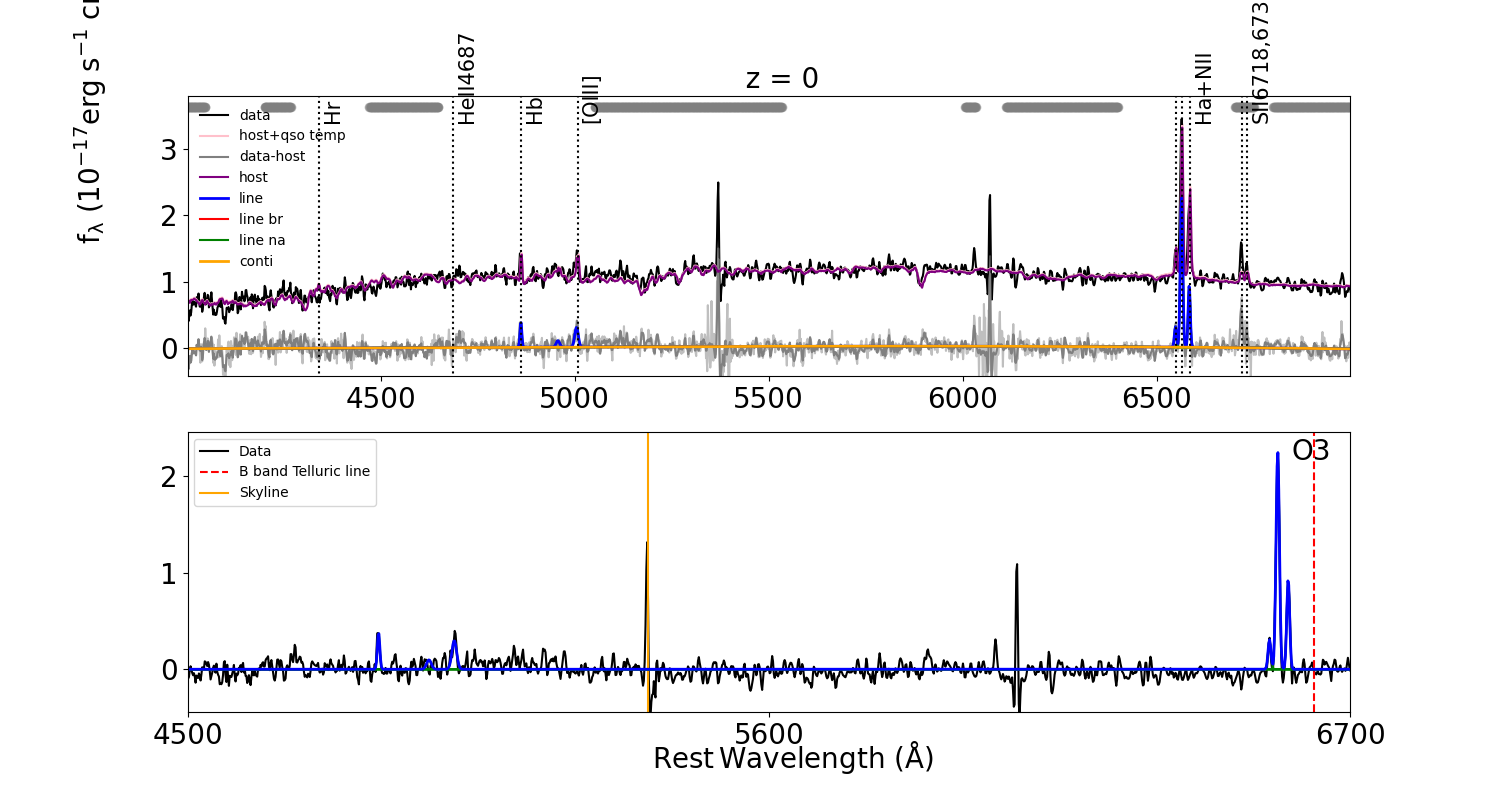 z = 0
Hr
HeII4687
Hb
[OIII]
Ha+NII
SII6718,673
fλ (10⁻¹⁷erg s⁻¹
data
host+qso temp
data-host
host
line
line br
line na
conti
3
2
1
0
4500 5000 5500 6000 6500
Data
B band Telluric line
Skyline
O3
2
1
0
4500 5600 6700
Rest Wavelength (Å)